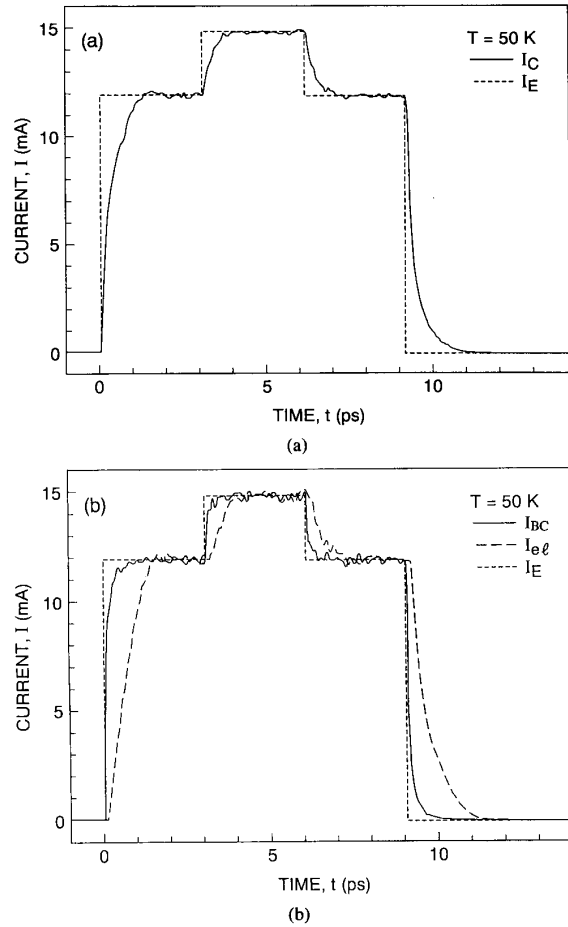 (a)
T = 50 K
I_C
I_E
15
10
5
0
CURRENT, I (mA)
0 5 10
TIME, t (ps)
(a)
(b)
T = 50 K
I_BC
I_eℓ
I_E
15
10
5
0
CURRENT, I (mA)
0 5 10
TIME, t (ps)
(b)